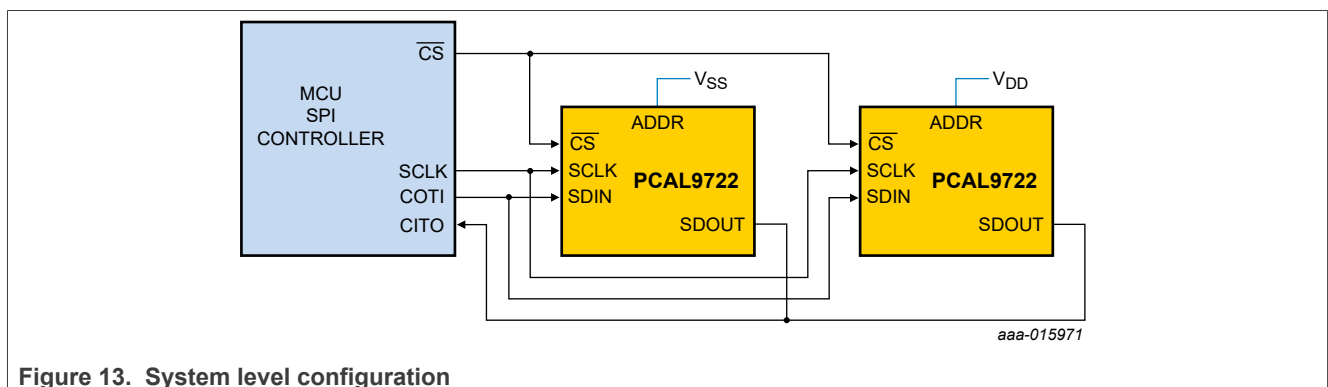 MCU
SPI
CONTROLLER
CS
SCLK
COTI
CITO
VSS
ADDR
CS
SCLK
SDIN
PCAL9722
SDOUT
VDD
ADDR
CS
SCLK
SDIN
PCAL9722
SDOUT
aaa-015971
Figure 13. System level configuration